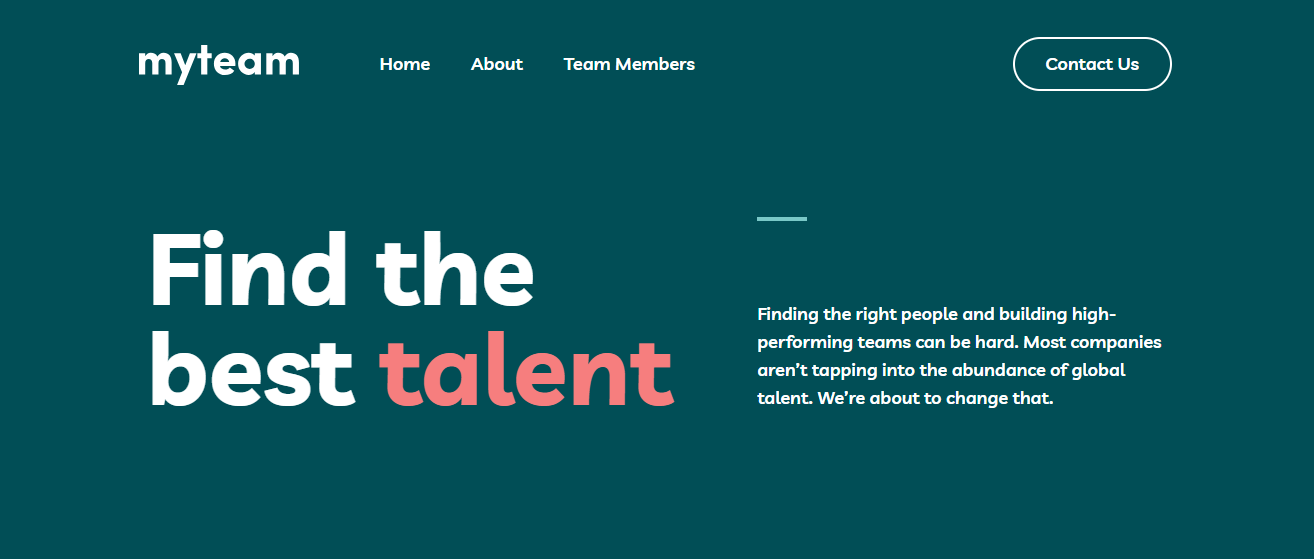 myteam
Home
About
Team Members
Contact Us
Find the
best talent
Finding the right people and building high-
performing teams can be hard. Most companies
aren’t tapping into the abundance of global
talent. We’re about to change that.